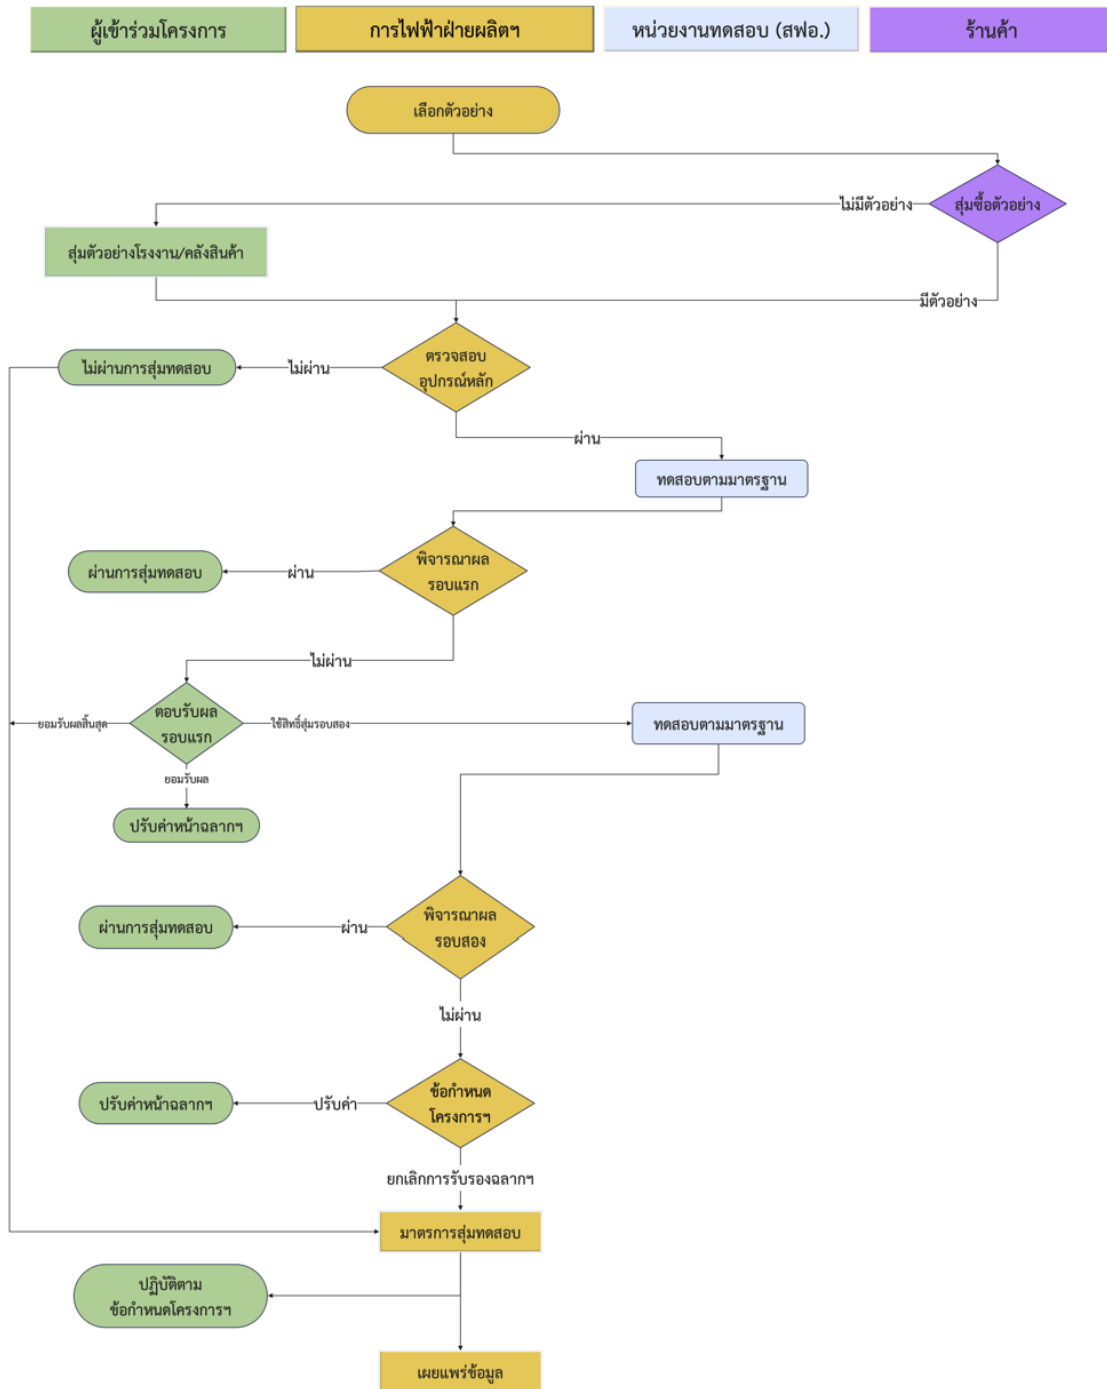 ผู้เข้าร่วมโครงการ
การไฟฟ้าฝ่ายผลิตฯ
หน่วยงานทดสอบ (สฟอ.)
ร้านค้า
เลือกตัวอย่าง
ไม่มีตัวอย่าง
สุ่มซื้อตัวอย่าง
สุ่มตัวอย่างโรงงาน/คลังสินค้า
มีตัวอย่าง
ไม่ผ่านการสุ่มทดสอบ
ไม่ผ่าน
ตรวจสอบ
อุปกรณ์หลัก
ผ่าน
ทดสอบตามมาตรฐาน
ผ่านการสุ่มทดสอบ
ผ่าน
พิจารณาผล
รอบแรก
ไม่ผ่าน
ยอมรับผลสิ้นสุด
ตอบรับผล
รอบแรก
ใช้สิทธิ์สุ่มรอบสอง
ทดสอบตามมาตรฐาน
ยอมรับผล
ปรับค่าหน้าฉลากฯ
ผ่านการสุ่มทดสอบ
ผ่าน
พิจารณาผล
รอบสอง
ไม่ผ่าน
ปรับค่าหน้าฉลากฯ
ปรับค่า
ข้อกำหนด
โครงการฯ
ยกเลิกการรับรองฉลากฯ
มาตรการสุ่มทดสอบ
ปฏิบัติตาม
ข้อกำหนดโครงการฯ
เผยแพร่ข้อมูล